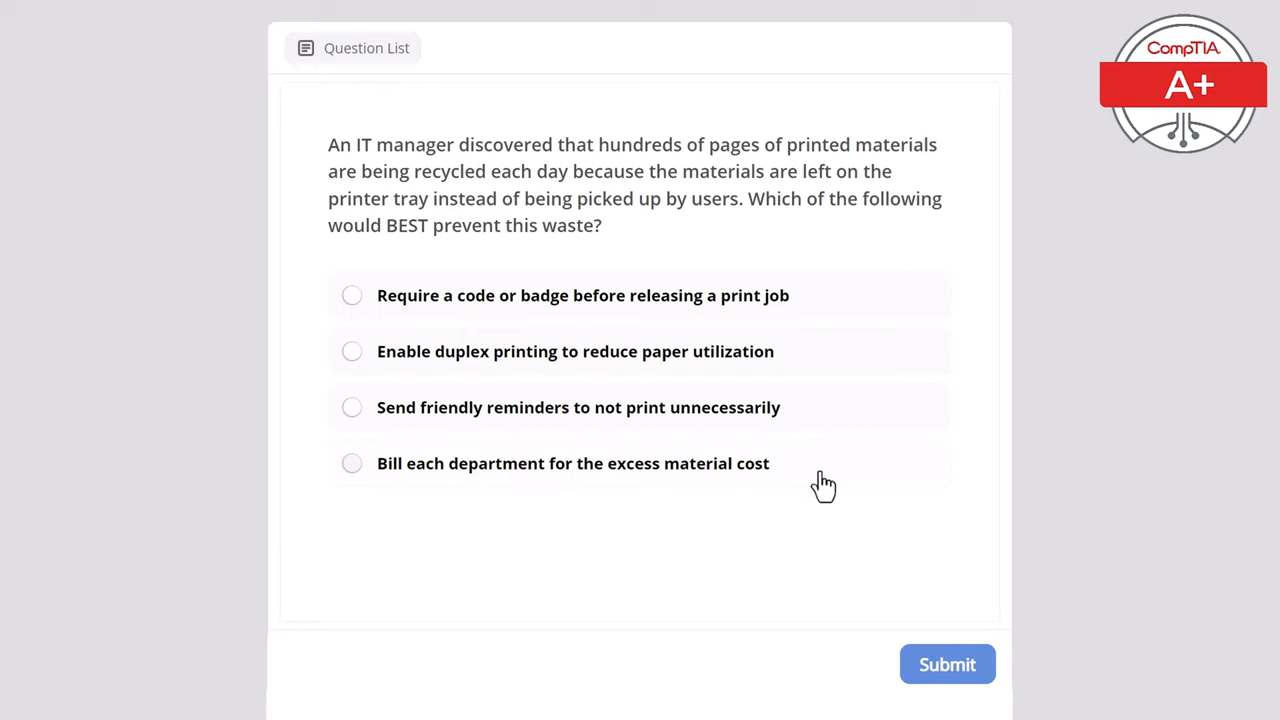 Question List
CompTIA.
A+
An IT manager discovered that hundreds of pages of printed materials
are being recycled each day because the materials are left on the
printer tray instead of being picked up by users. Which of the following
would BEST prevent this waste?
Require a code or badge before releasing a print job
Enable duplex printing to reduce paper utilization
Send friendly reminders to not print unnecessarily
Bill each department for the excess material cost
Submit